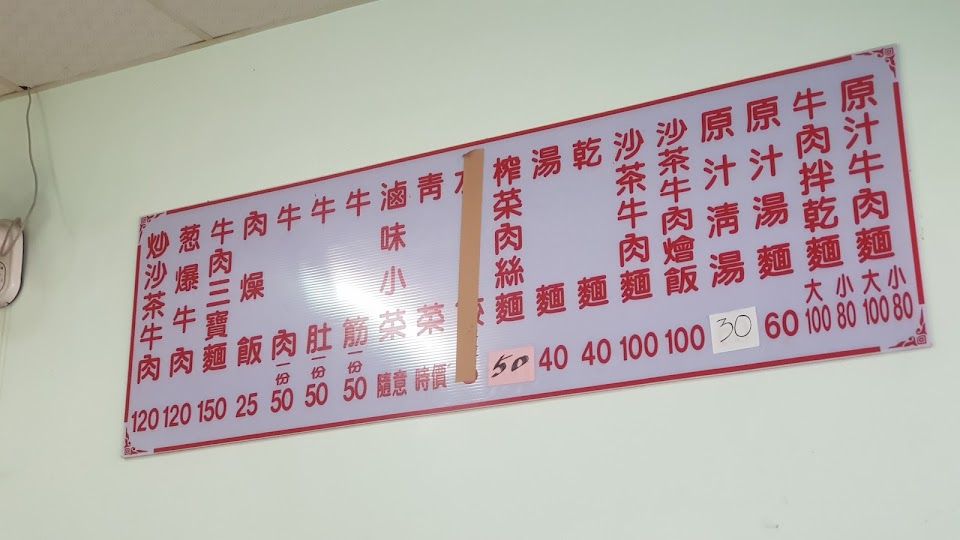 原汁牛肉麵 大100 小80
牛肉拌乾麵 大100 小80
原汁湯麵 60
原汁清湯 30
沙茶牛肉燴飯 100
沙茶牛肉麵 100
乾麵 40
湯麵 40
榨菜肉絲麵 50
青菜 時價
滷味小菜 隨意
牛筋 一份 50
牛肚 一份 50
牛肉 一份 50
肉燥飯 25
牛肉三寶麵 150
葱爆牛肉 120
炒沙茶牛肉 120